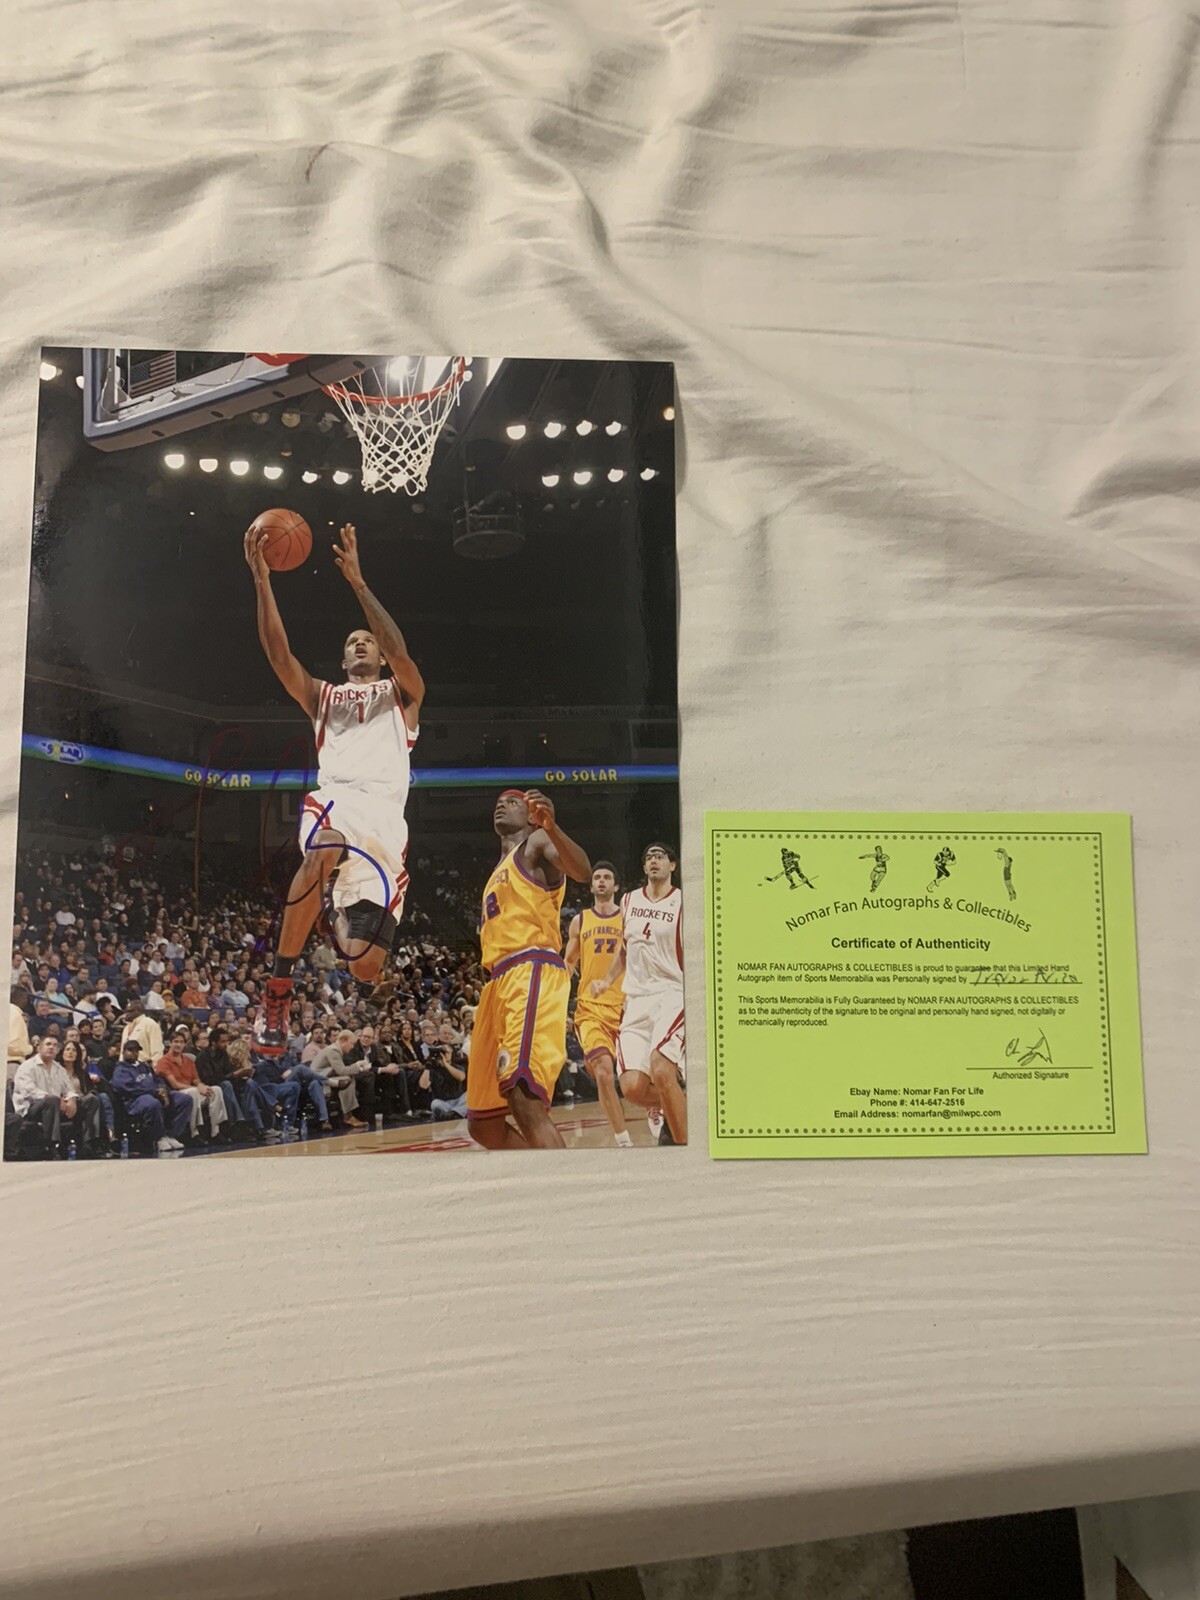 ROCKETS
1
GO SOLAR
GO SOLAR
2
SAN FRANCISCO
77
ROCKETS
4
Nomar Fan Autographs & Collectibles
Certificate of Authenticity
NOMAR FAN AUTOGRAPHS & COLLECTIBLES is proud to guarantee that this Limited Hand
Autograph item of Sports Memorabilia was Personally signed by
This Sports Memorabilia is Fully Guaranteed by NOMAR FAN AUTOGRAPHS & COLLECTIBLES
as to the authenticity of the signature to be original and personally hand signed, not digitally or
mechanically reproduced.
Authorized Signature
Ebay Name: Nomar Fan For Life
Phone #: 414-647-2516
Email Address: nomarfan@milwpc.com